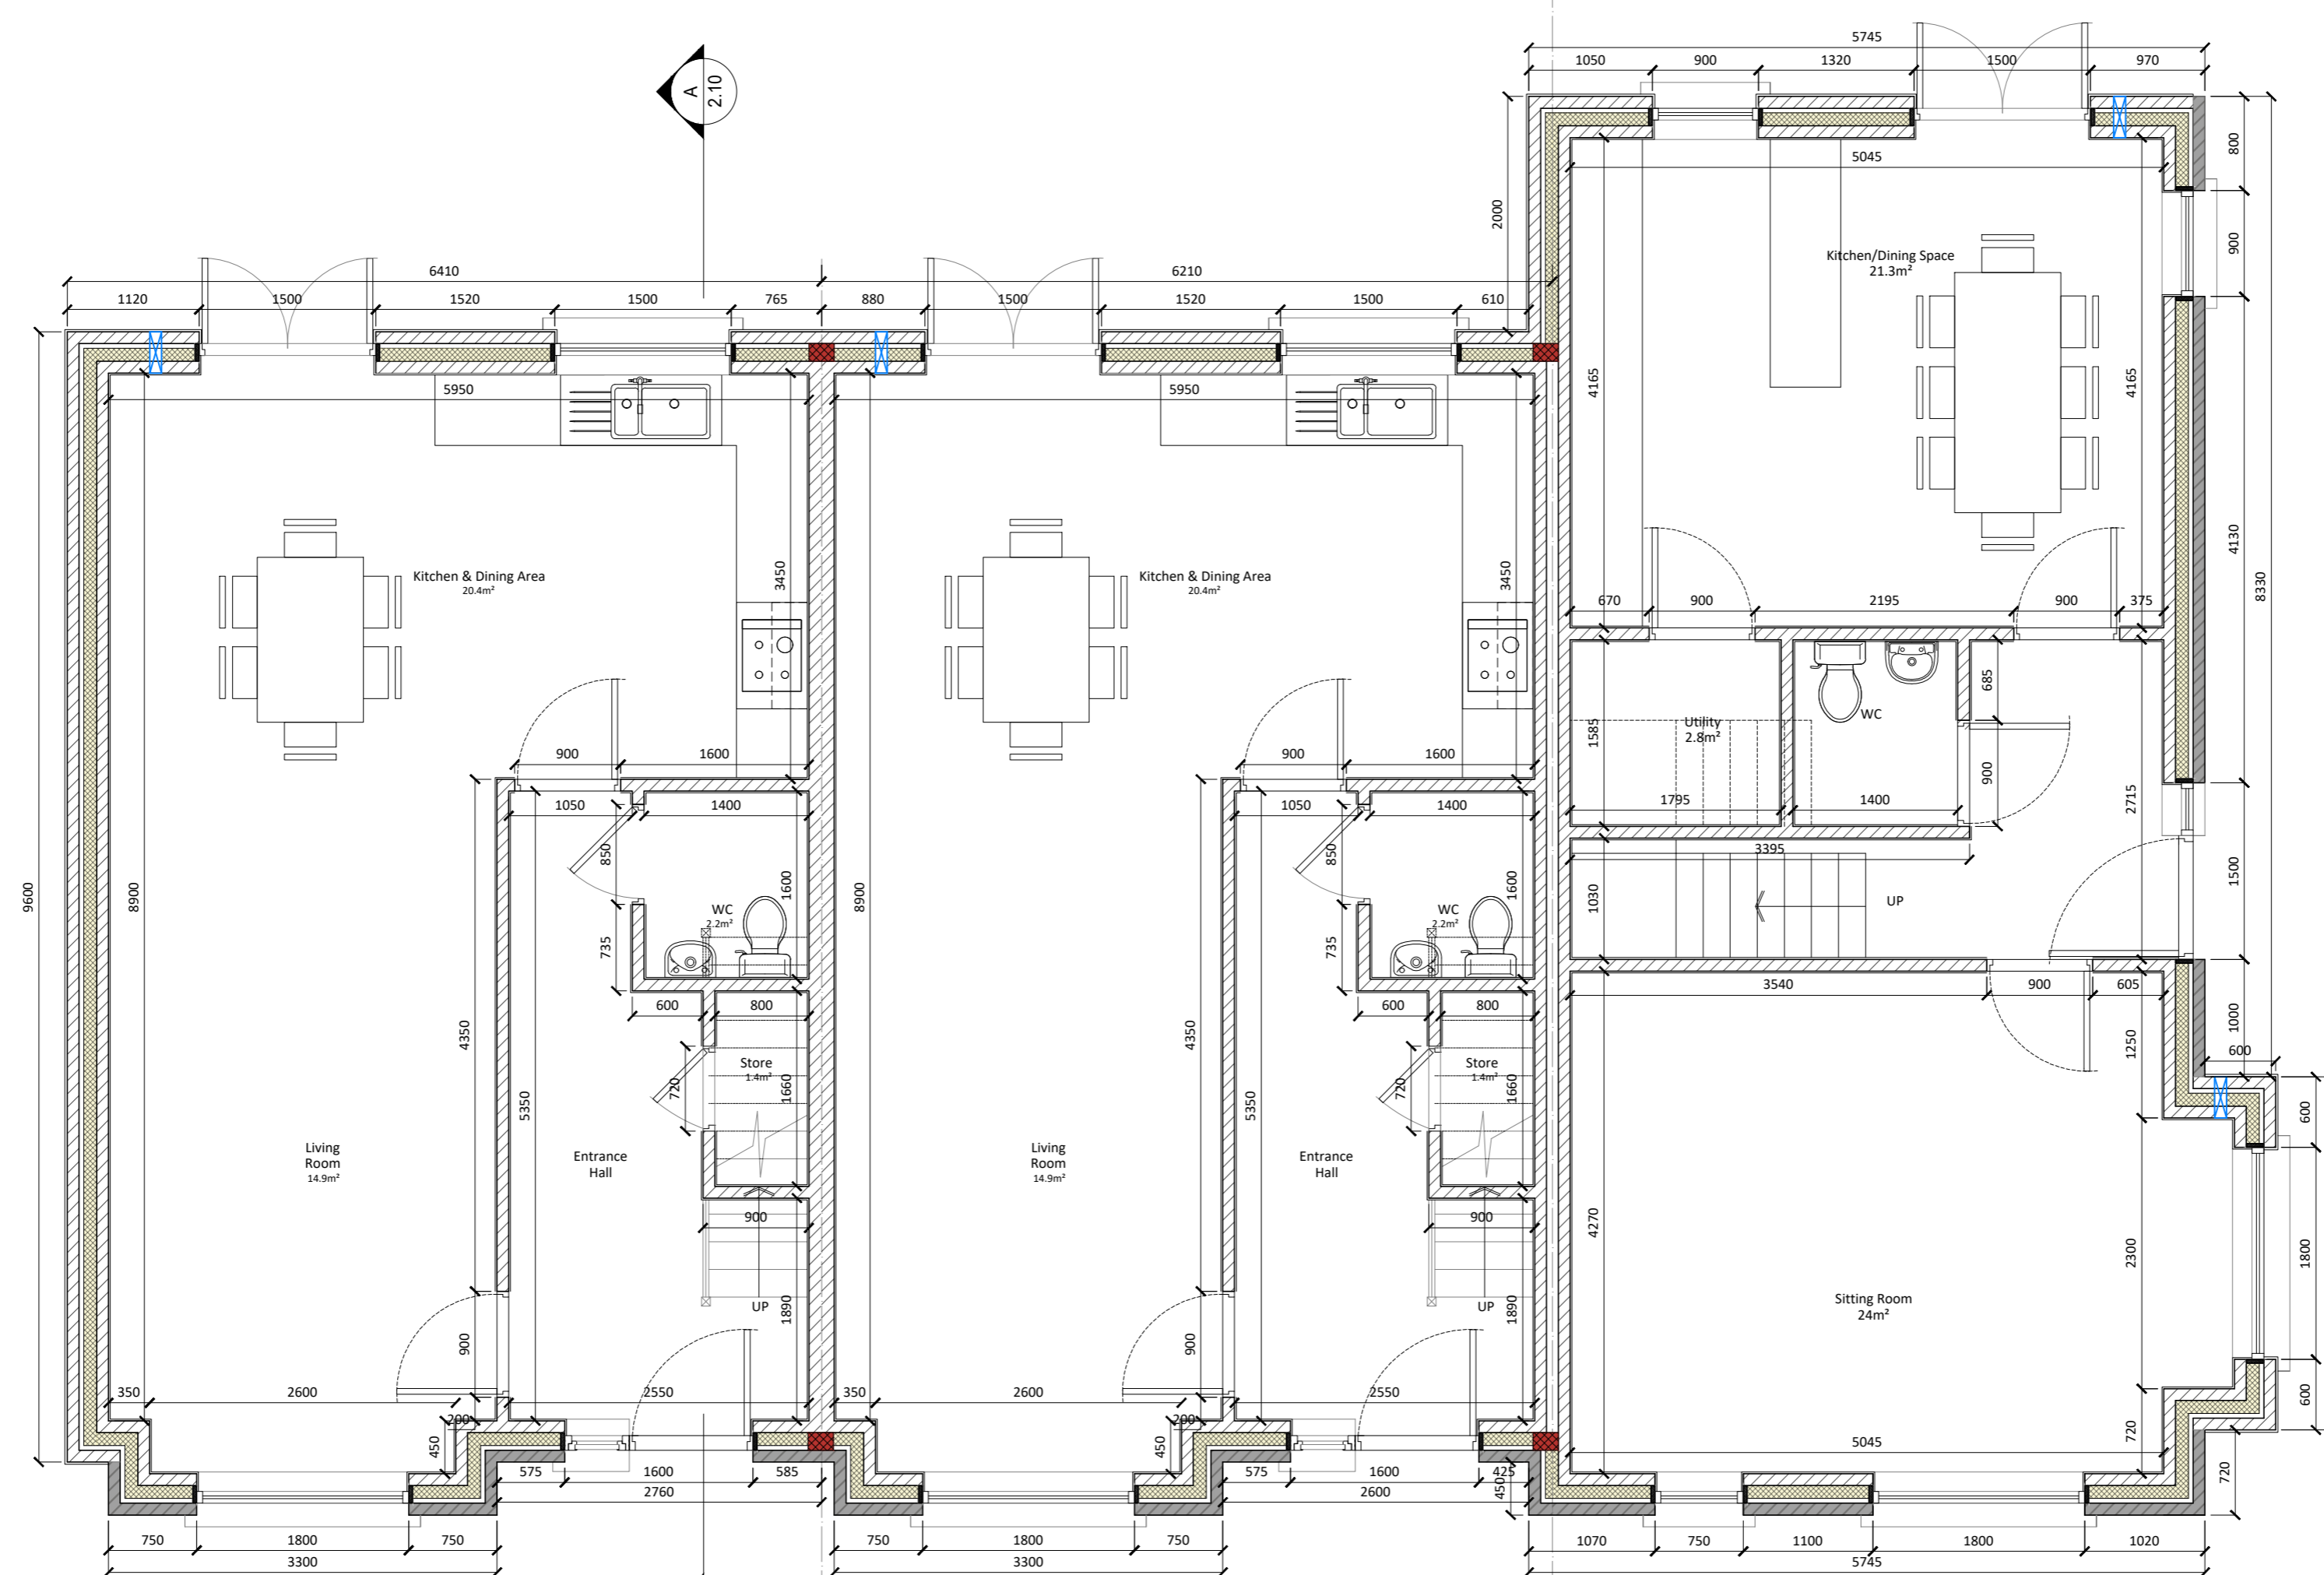 5745
1050 900 1320 1500 970
A
2.10
800
5045
2000
900
Kitchen/Dining Space
21.3m²
6410 6210
1120 1500 1520 1500 765 880 1500 1520 1500 610
4165 4165
5950 5950
4130
8330
Kitchen & Dining Area
20.4m²
3450
Kitchen & Dining Area
20.4m²
3450
670 900 2195 900 375
685
WC
Utility
2.8m²
1585
900
900 1600 900 1600
1050 1400 1050 1400
1795 1400
2715
850 850
3395
9600
8900
1600
8900
1600
1500
1030
UP
WC
2.2m²
WC
2.2m²
735 735
600 800 600 800
3540 900 605
1000
1250
600
4350 4350
Store
1.4m²
Store
1.4m²
720 1660 720 1660
5350 5350
600
Living
Room
14.9m²
Entrance
Hall
Living
Room
14.9m²
Entrance
Hall
900 900
4270
2300
1800
Sitting Room
24m²
UP UP
1890 1890
900 900
350 2600 2550 350 2600 2550
200 200
600
450 450
720
5045
575 1600 585 575 1600 425
450
720
2760 2600
750 1800 750 750 1800 750 1070 750 1100 1800 1020
3300 3300 5745